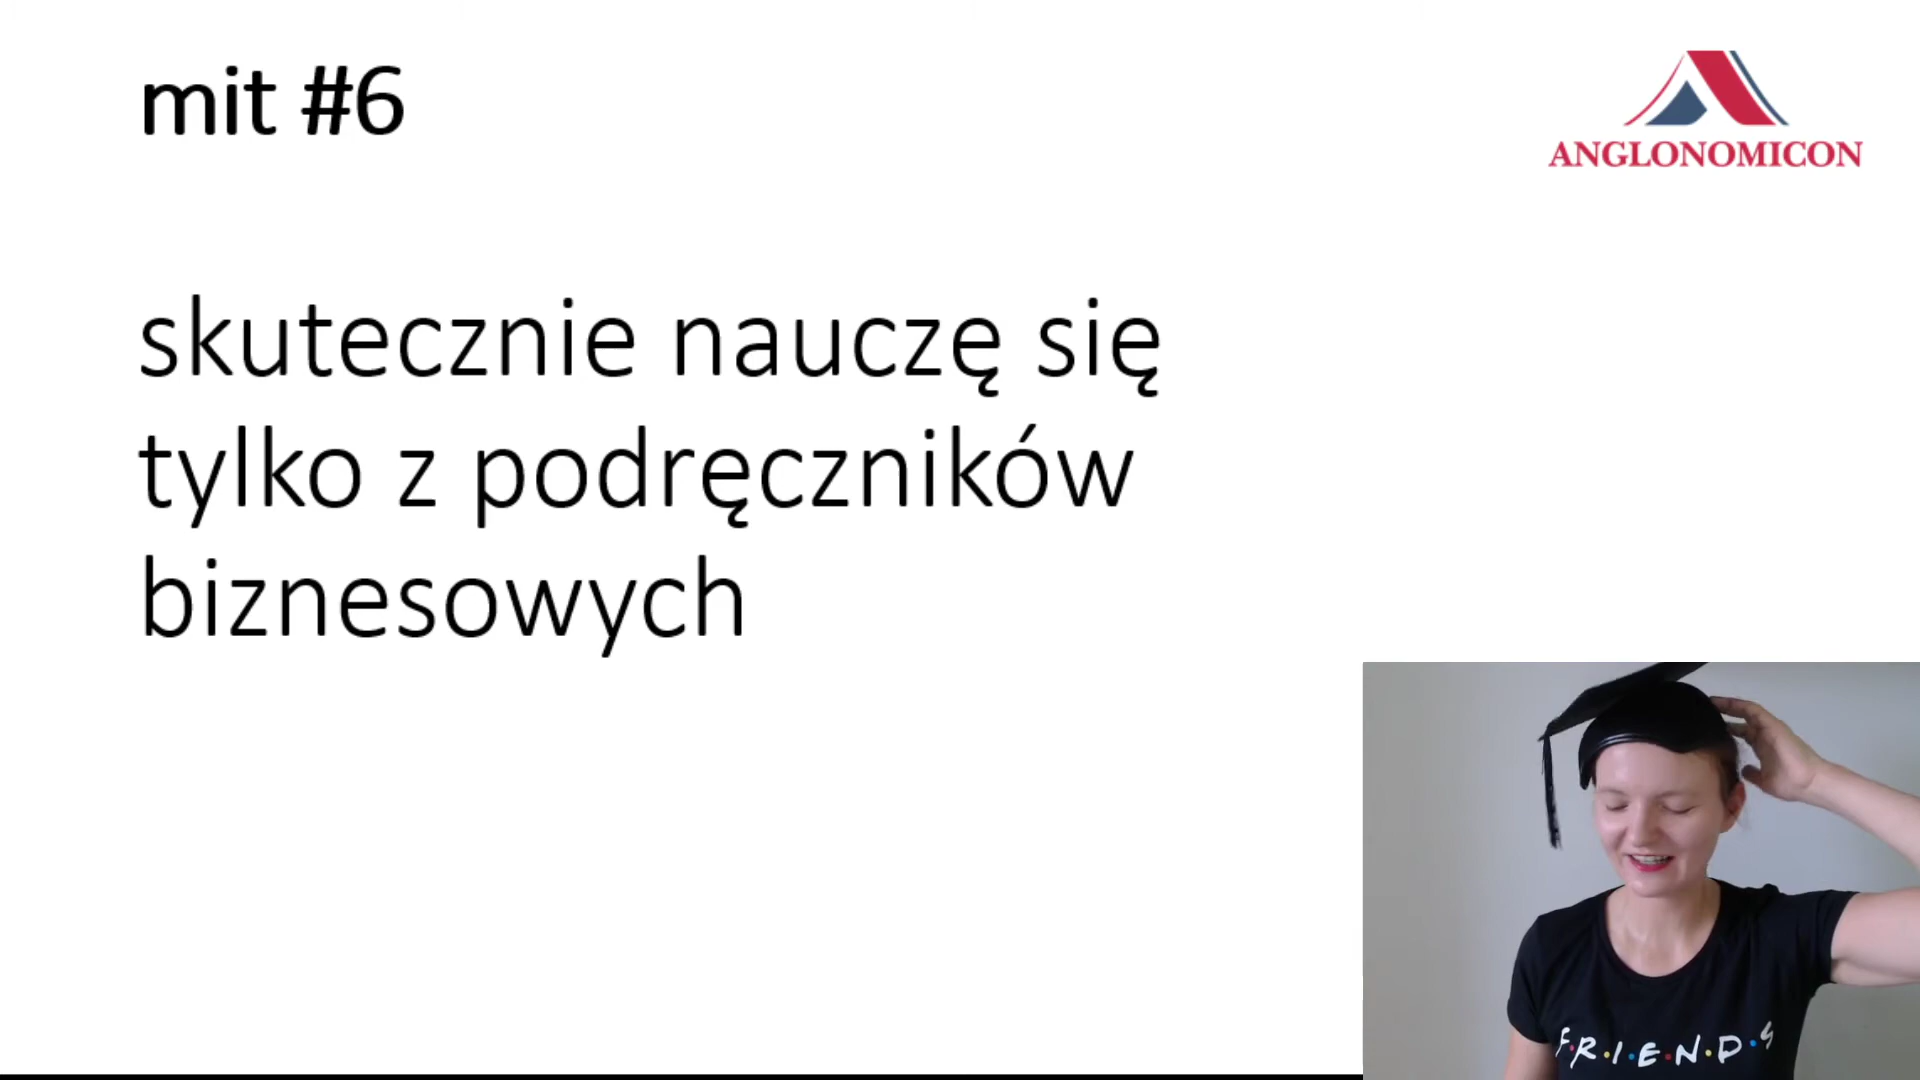 mit #6
ANGLONOMICON
skutecznie nauczę się
tylko z podręczników
biznesowych
F·R·I·E·N·D·S